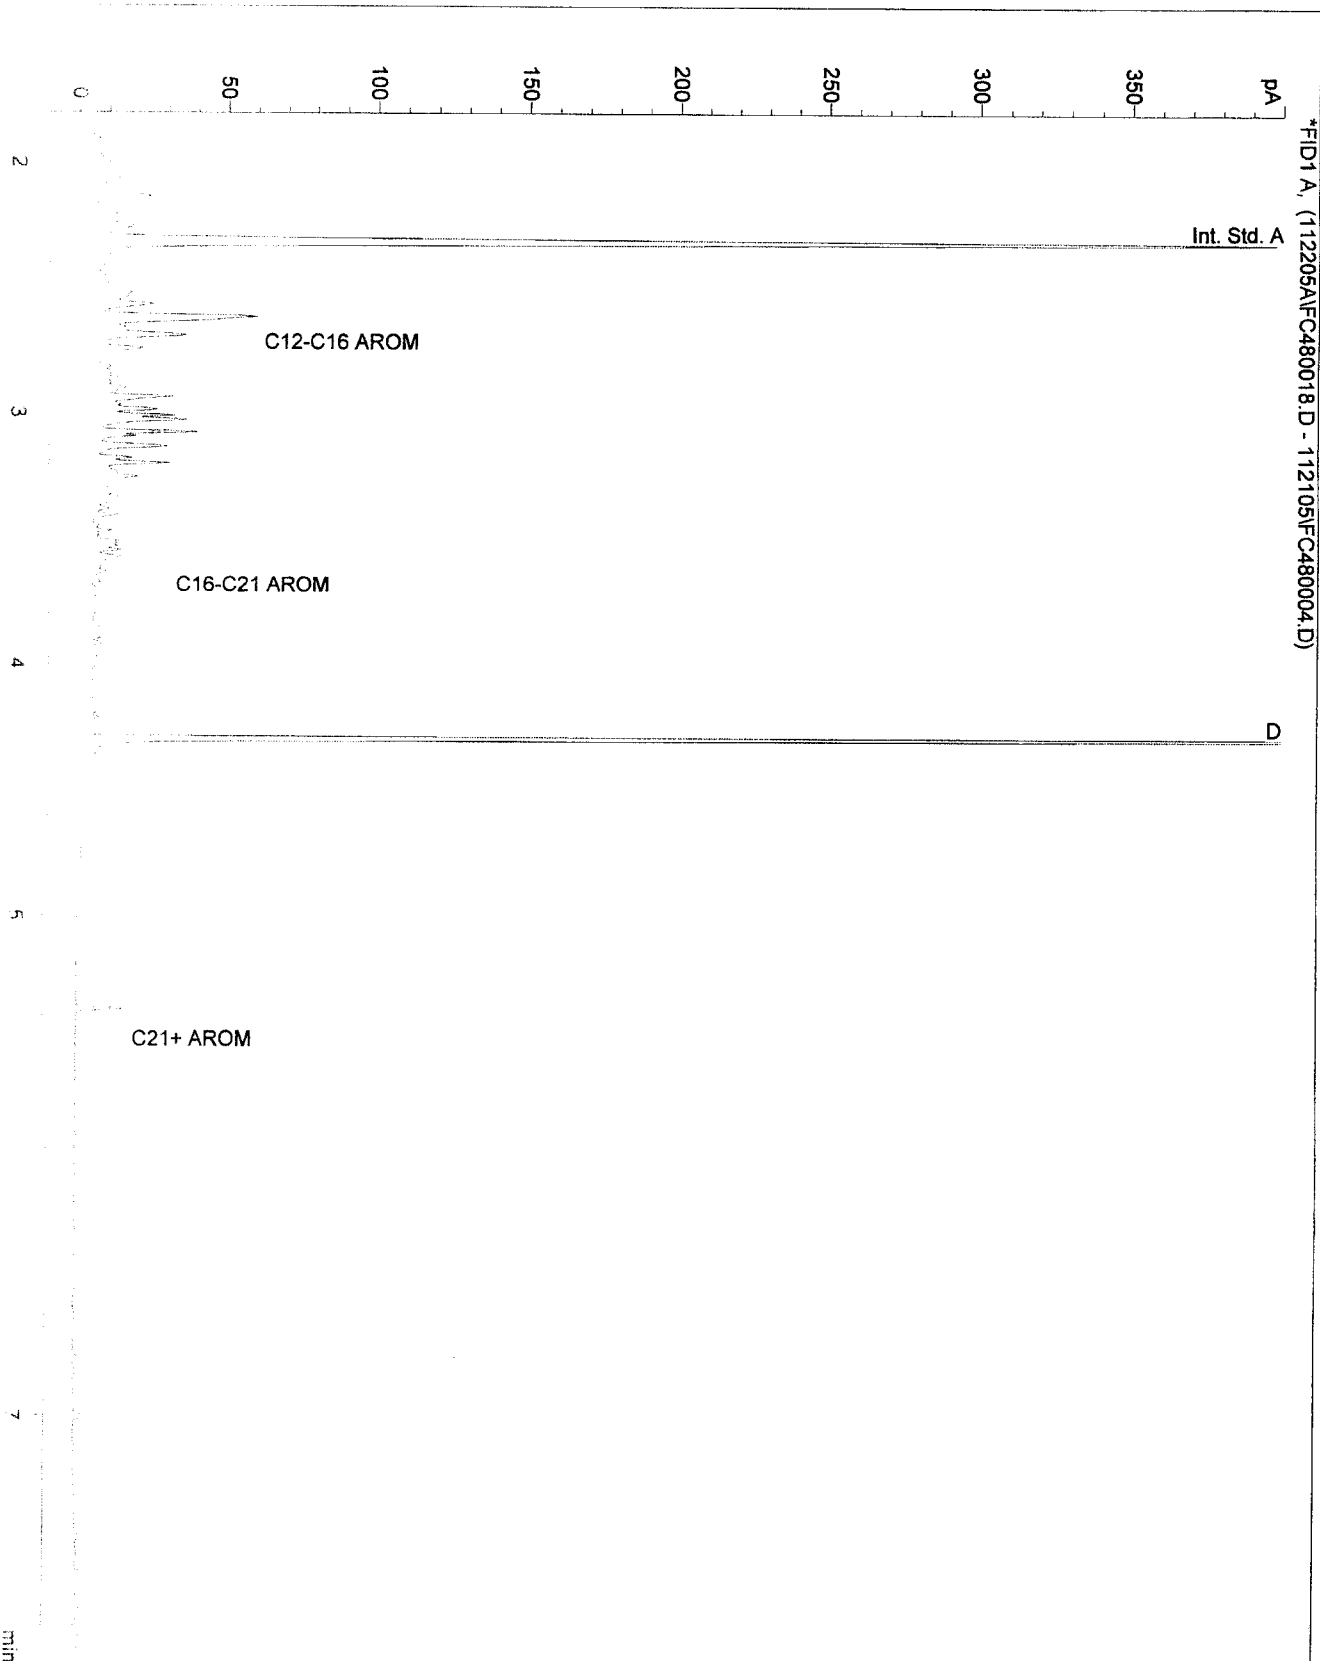 *FID1 A, (112205A\FC480018.D - 112105\FC480004.D)
pA
350
300
250
200
150
100
50
0
Int. Std. A
C12-C16 AROM
C16-C21 AROM
D
C21+ AROM
2
3
4
5
7
min